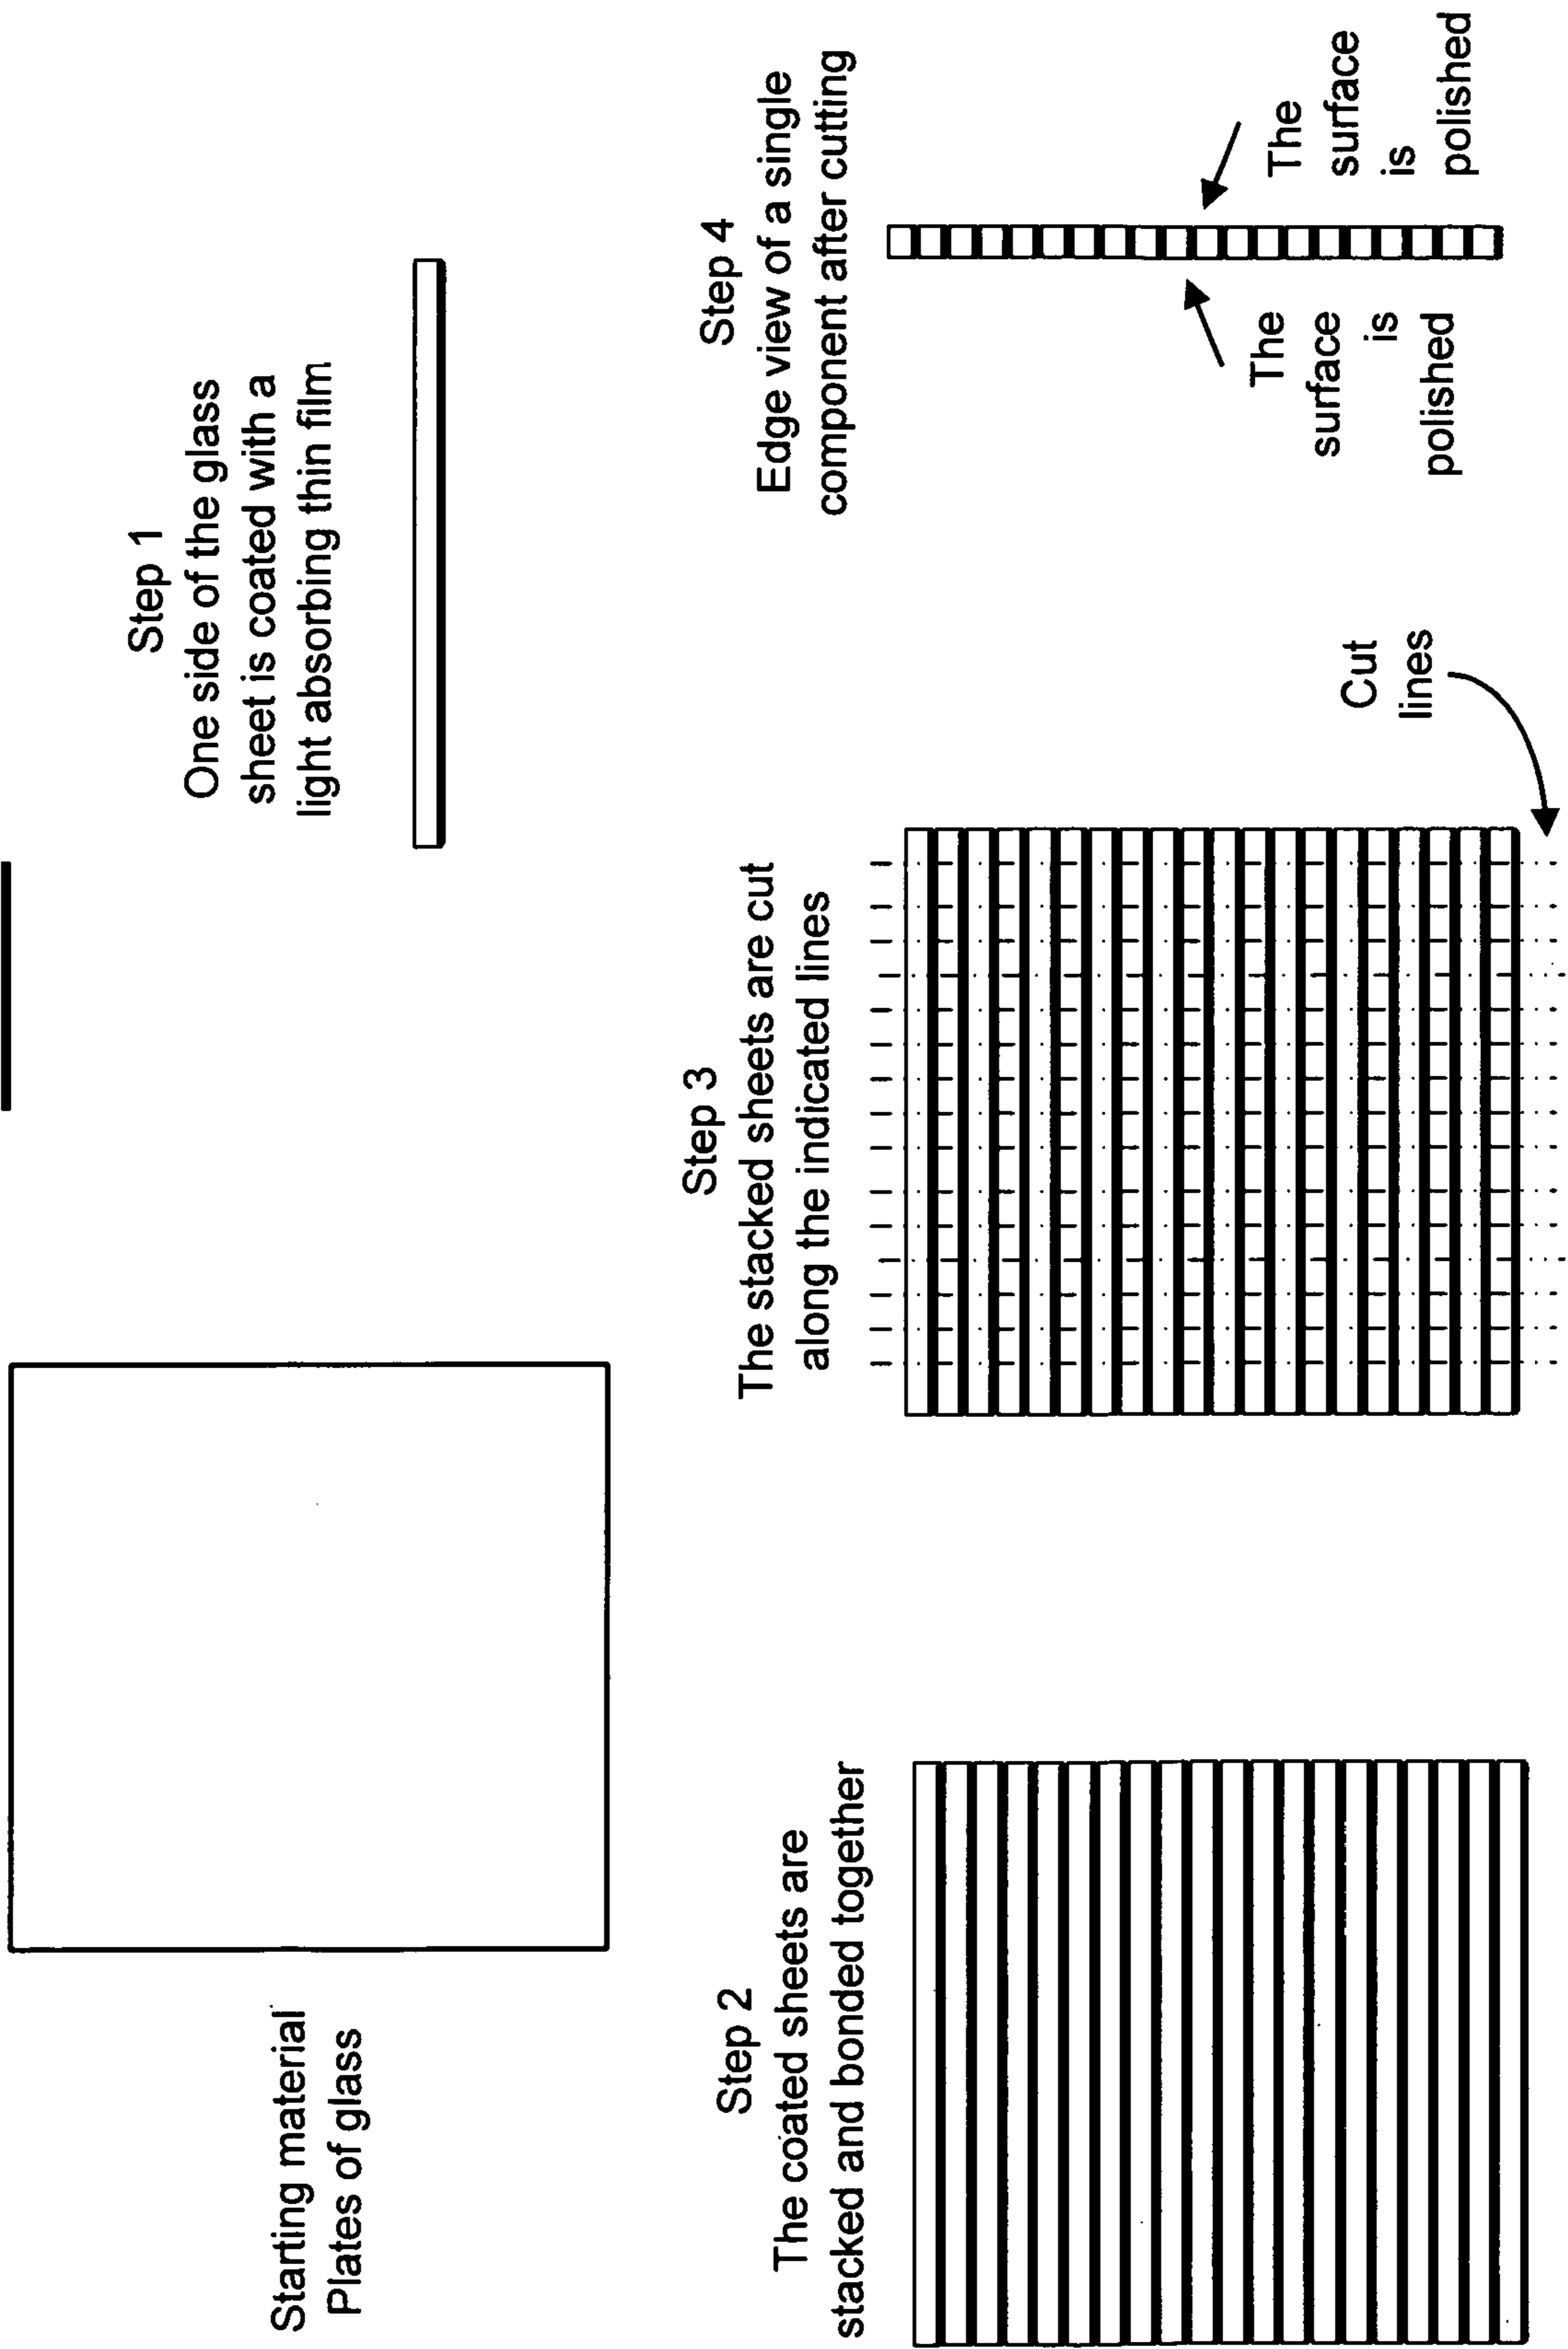 Starting material
Plates of glass
Step 1
One side of the glass
sheet is coated with a
light absorbing thin film
Step 2
The coated sheets are
stacked and bonded together
Step 3
The stacked sheets are cut
along the indicated lines
Cut
lines
Step 4
Edge view of a single
component after cutting
The
surface
is
polished
The
surface
is
polished